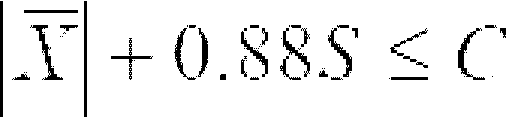 |X̅| + 0.88S ≤ C